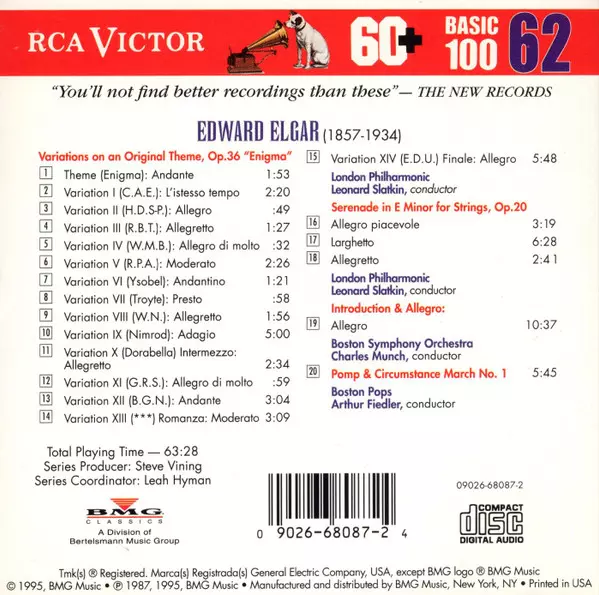 RCA VICTOR
60+
BASIC
100
62
"You'll not find better recordings than these"— THE NEW RECORDS
EDWARD ELGAR (1857-1934)
Variations on an Original Theme, Op.36 "Enigma"
1 Theme (Enigma): Andante 1:53
2 Variation I (C.A.E.): L'istesso tempo 2:20
3 Variation II (H.D.S-P.): Allegro :49
4 Variation III (R.B.T.): Allegretto 1:27
5 Variation IV (W.M.B.): Allegro di molto :32
6 Variation V (R.P.A.): Moderato 2:26
7 Variation VI (Ysobel): Andantino 1:21
8 Variation VII (Troyte): Presto :58
9 Variation VIII (W.N.): Allegretto 1:56
10 Variation IX (Nimrod): Adagio 5:00
11 Variation X (Dorabella) Intermezzo:
Allegretto 2:34
12 Variation XI (G.R.S.): Allegro di molto :59
13 Variation XII (B.G.N.): Andante 3:04
14 Variation XIII (***) Romanza: Moderato 3:09
15 Variation XIV (E.D.U.) Finale: Allegro 5:48
London Philharmonic
Leonard Slatkin, conductor
Serenade in E Minor for Strings, Op.20
16 Allegro piacevole 3:19
17 Larghetto 6:28
18 Allegretto 2:41
London Philharmonic
Leonard Slatkin, conductor
Introduction & Allegro:
19 Allegro 10:37
Boston Symphony Orchestra
Charles Munch, conductor
20 Pomp & Circumstance March No. 1 5:45
Boston Pops
Arthur Fiedler, conductor
Total Playing Time — 63:28
Series Producer: Steve Vining
Series Coordinator: Leah Hyman
BMG
CLASSICS
A Division of
Bertelsmann Music Group
0 09026-68087-2 4
09026-68087-2
COMPACT
disc
DIGITAL AUDIO
Tmk(s) ® Registered. Marca(s) Registrada(s) General Electric Company, USA, except BMG logo ® BMG Music.
© 1995, BMG Music • ℗ 1987, 1995, BMG Music • Manufactured and distributed by BMG Music, New York, NY • Printed in USA